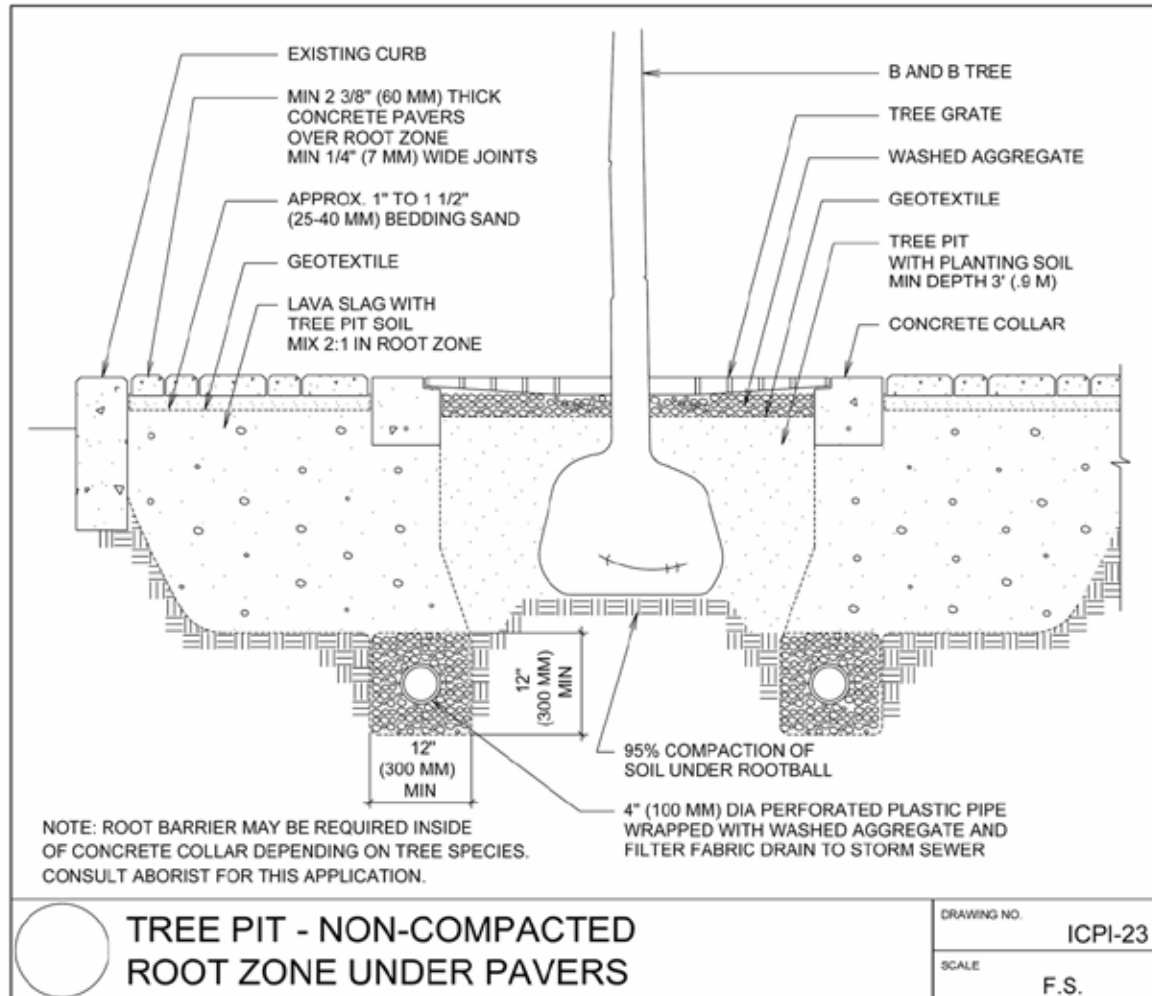 EXISTING CURB
MIN 2 3/8" (60 MM) THICK
CONCRETE PAVERS
OVER ROOT ZONE
MIN 1/4" (7 MM) WIDE JOINTS
APPROX. 1" TO 1 1/2"
(25-40 MM) BEDDING SAND
GEOTEXTILE
LAVA SLAG WITH
TREE PIT SOIL
MIX 2:1 IN ROOT ZONE
B AND B TREE
TREE GRATE
WASHED AGGREGATE
GEOTEXTILE
TREE PIT
WITH PLANTING SOIL
MIN DEPTH 3' (.9 M)
CONCRETE COLLAR
12"
(300 MM)
MIN
12"
(300 MM)
MIN
95% COMPACTION OF
SOIL UNDER ROOTBALL
4" (100 MM) DIA PERFORATED PLASTIC PIPE
WRAPPED WITH WASHED AGGREGATE AND
FILTER FABRIC DRAIN TO STORM SEWER
NOTE: ROOT BARRIER MAY BE REQUIRED INSIDE
OF CONCRETE COLLAR DEPENDING ON TREE SPECIES.
CONSULT ABORIST FOR THIS APPLICATION.
TREE PIT - NON-COMPACTED
ROOT ZONE UNDER PAVERS
DRAWING NO.
ICPI-23
SCALE
F.S.